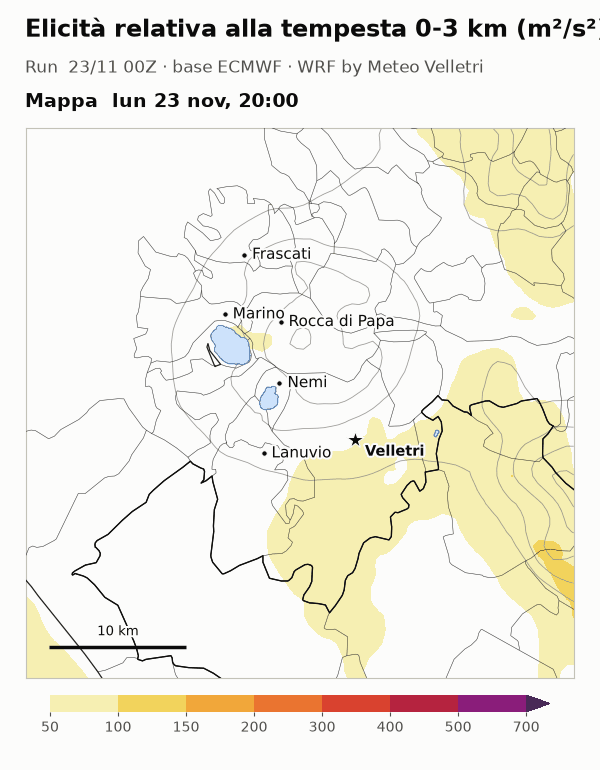 Elicità relativa alla tempesta 0-3 km (m²/s²)
Run  23/11 00Z · base ECMWF · WRF by Meteo Velletri
Mappa  lun 23 nov, 20:00
Frascati
Marino
Rocca di Papa
Nemi
Velletri
Lanuvio
10 km
50 100 150 200 300 400 500 700